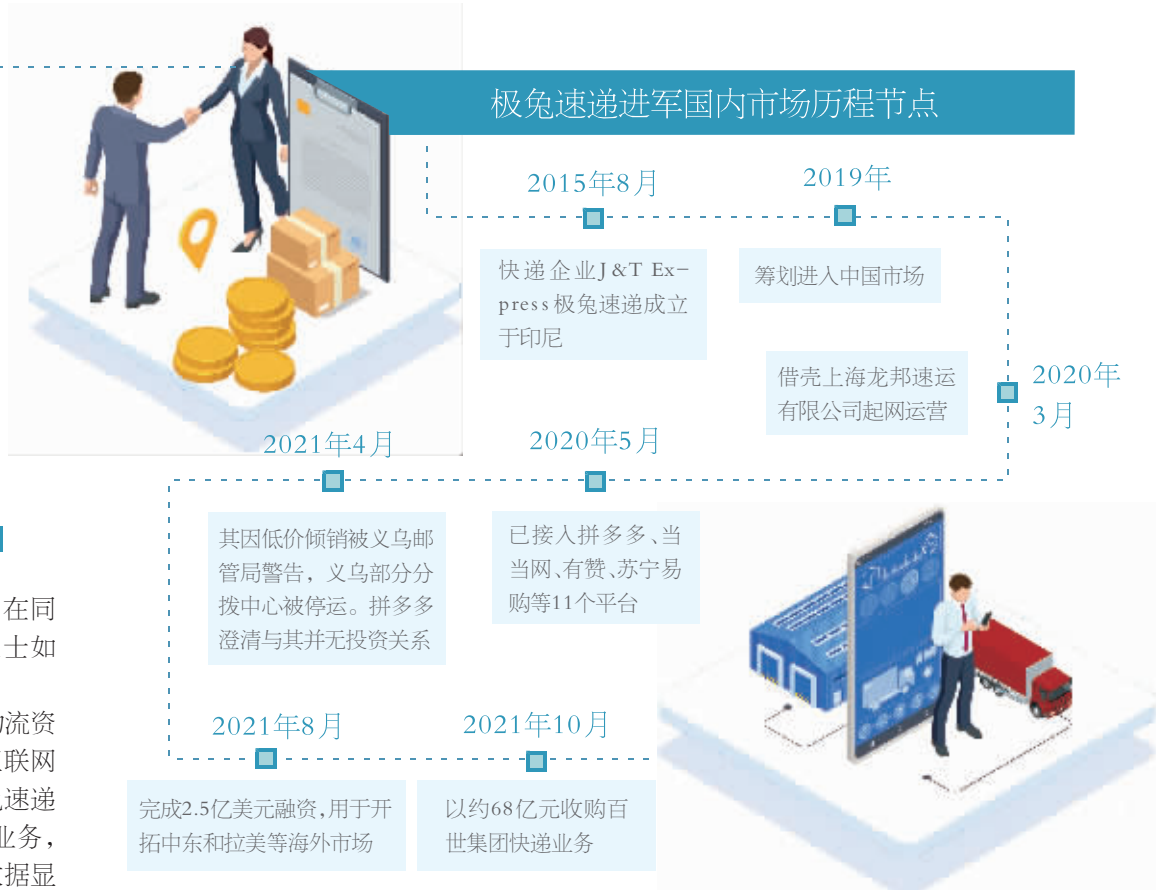 极兔速递进军国内市场历程节点
2015年8月
快递企业J&T Ex-
press极兔速递成立
于印尼
2019年
筹划进入中国市场
2020年
3月
借壳上海龙邦速运
有限公司起网运营
2020年5月
已接入拼多多、当
当网、有赞、苏宁易
购等11个平台
2021年4月
其因低价倾销被义乌邮
管局警告，义乌部分分
拨中心被停运。拼多多
澄清与其并无投资关系
2021年8月
完成2.5亿美元融资,用于开
拓中东和拉美等海外市场
2021年10月
以约68亿元收购百
世集团快递业务
在同
士如
流资
联网
速递
业务，
据显